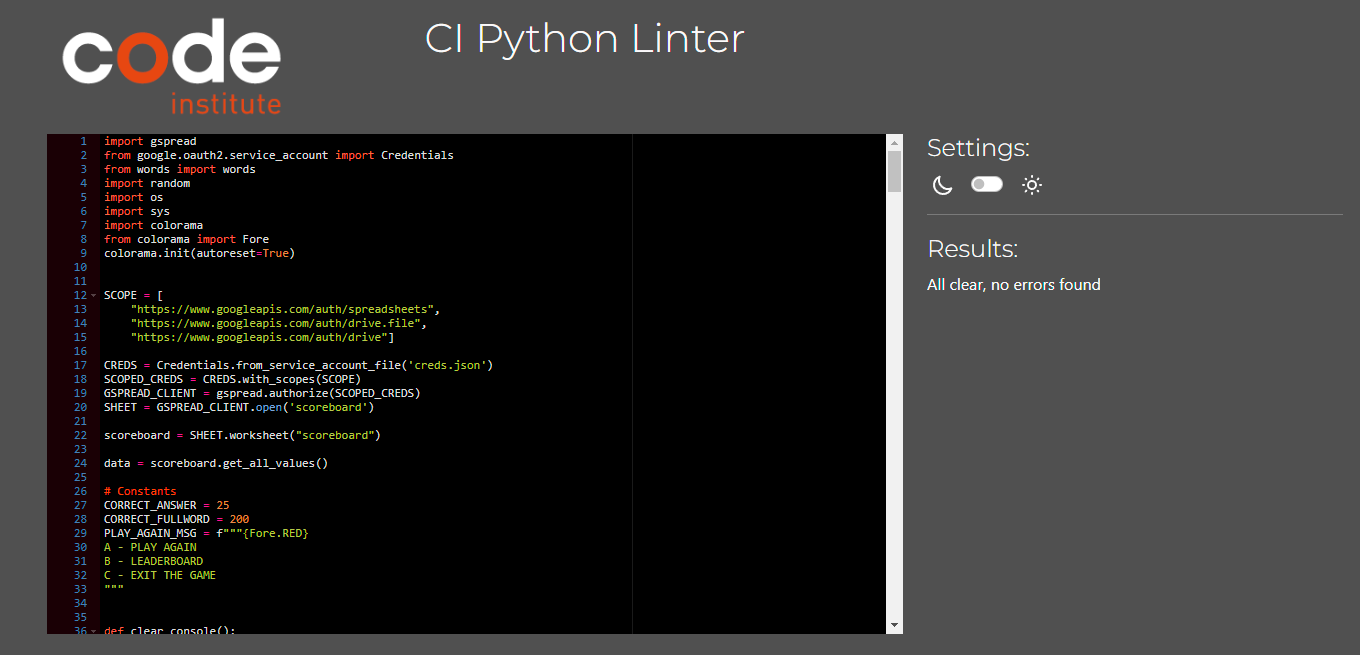 code
institute
CI Python Linter
1 import gspread
2 from google.oauth2.service_account import Credentials
3 from words import words
4 import random
5 import os
6 import sys
7 import colorama
8 from colorama import Fore
9 colorama.init(autoreset=True)
10
11
12 SCOPE = [
13     "https://www.googleapis.com/auth/spreadsheets",
14     "https://www.googleapis.com/auth/drive.file",
15     "https://www.googleapis.com/auth/drive"]
16
17 CREDS = Credentials.from_service_account_file('creds.json')
18 SCOPED_CREDS = CREDS.with_scopes(SCOPE)
19 GSPREAD_CLIENT = gspread.authorize(SCOPED_CREDS)
20 SHEET = GSPREAD_CLIENT.open('scoreboard')
21
22 scoreboard = SHEET.worksheet("scoreboard")
23
24 data = scoreboard.get_all_values()
25
26 # Constants
27 CORRECT_ANSWER = 25
28 CORRECT_FULLWORD = 200
29 PLAY_AGAIN_MSG = f"""{Fore.RED}
30 A - PLAY AGAIN
31 B - LEADERBOARD
32 C - EXIT THE GAME
33 """
34
35
36 def clear_console():
Settings:
Results:
All clear, no errors found